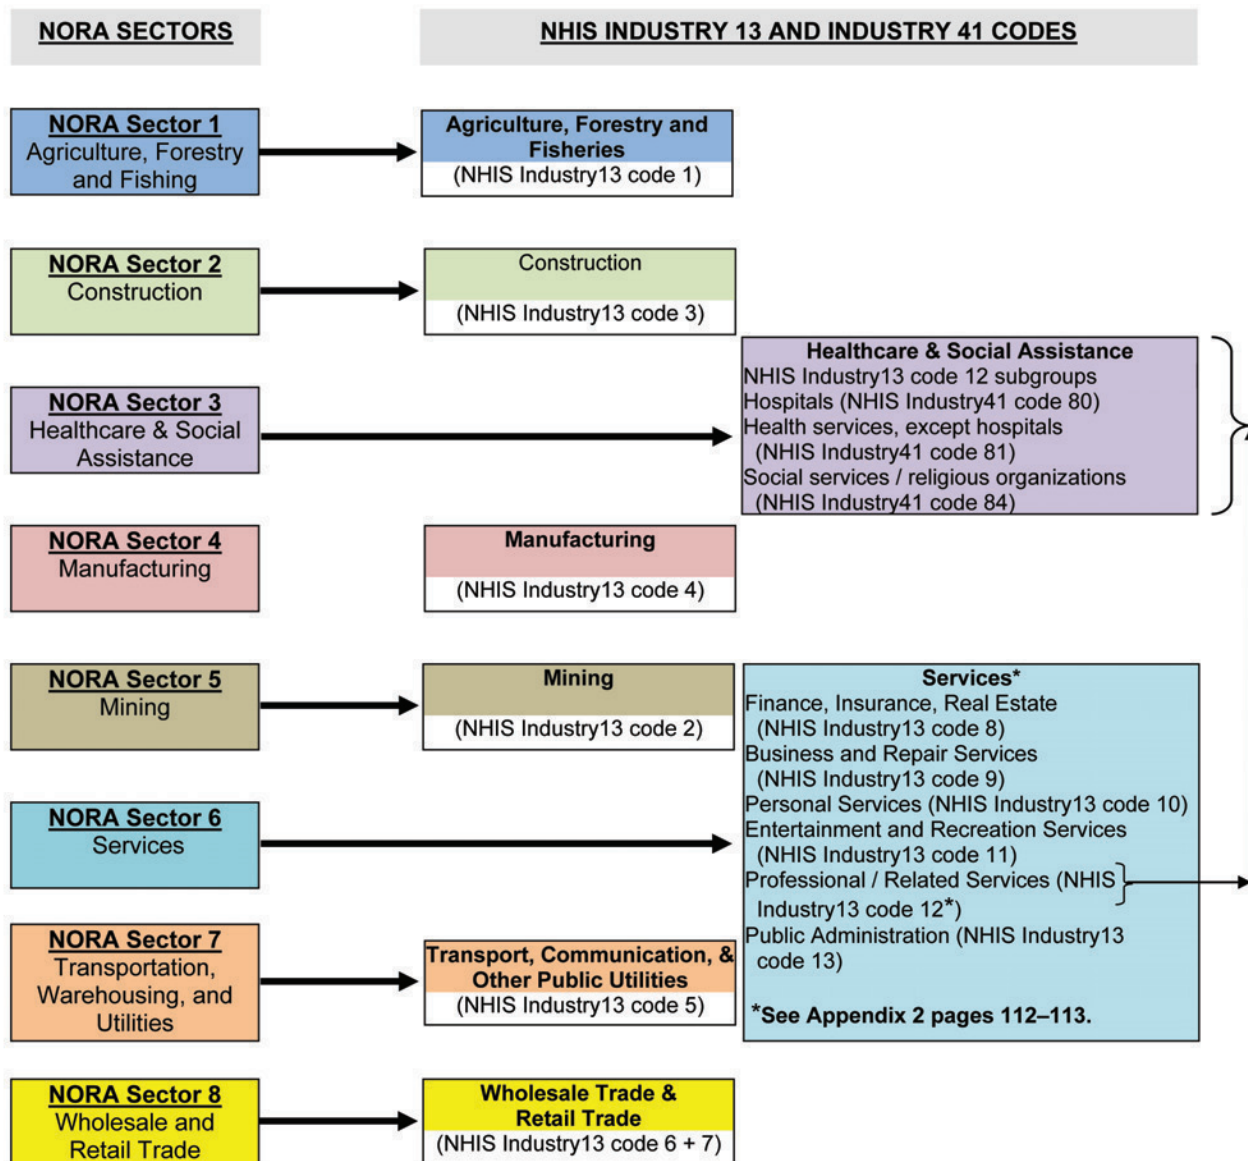 NORA SECTORS
NHIS INDUSTRY 13 AND INDUSTRY 41 CODES
NORA Sector 1
Agriculture, Forestry
and Fishing
Agriculture, Forestry and
Fisheries
(NHIS Industry13 code 1)
NORA Sector 2
Construction
Construction
(NHIS Industry13 code 3)
NORA Sector 3
Healthcare & Social
Assistance
Healthcare & Social Assistance
NHIS Industry13 code 12 subgroups
Hospitals (NHIS Industry41 code 80)
Health services, except hospitals
(NHIS Industry41 code 81)
Social services / religious organizations
(NHIS Industry41 code 84)
NORA Sector 4
Manufacturing
Manufacturing
(NHIS Industry13 code 4)
NORA Sector 5
Mining
Mining
(NHIS Industry13 code 2)
NORA Sector 6
Services
Services*
Finance, Insurance, Real Estate
(NHIS Industry13 code 8)
Business and Repair Services
(NHIS Industry13 code 9)
Personal Services (NHIS Industry13 code 10)
Entertainment and Recreation Services
(NHIS Industry13 code 11)
Professional / Related Services (NHIS
Industry13 code 12*)
Public Administration (NHIS Industry13
code 13)
*See Appendix 2 pages 112–113.
NORA Sector 7
Transportation,
Warehousing, and
Utilities
Transport, Communication, &
Other Public Utilities
(NHIS Industry13 code 5)
NORA Sector 8
Wholesale and
Retail Trade
Wholesale Trade &
Retail Trade
(NHIS Industry13 code 6 + 7)